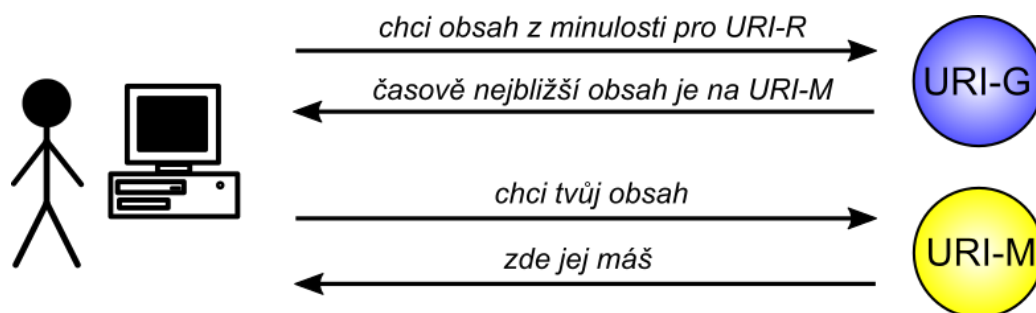 chci obsah z minulosti pro URI-R
URI-G
časově nejbližší obsah je na URI-M
chci tvůj obsah
URI-M
zde jej máš